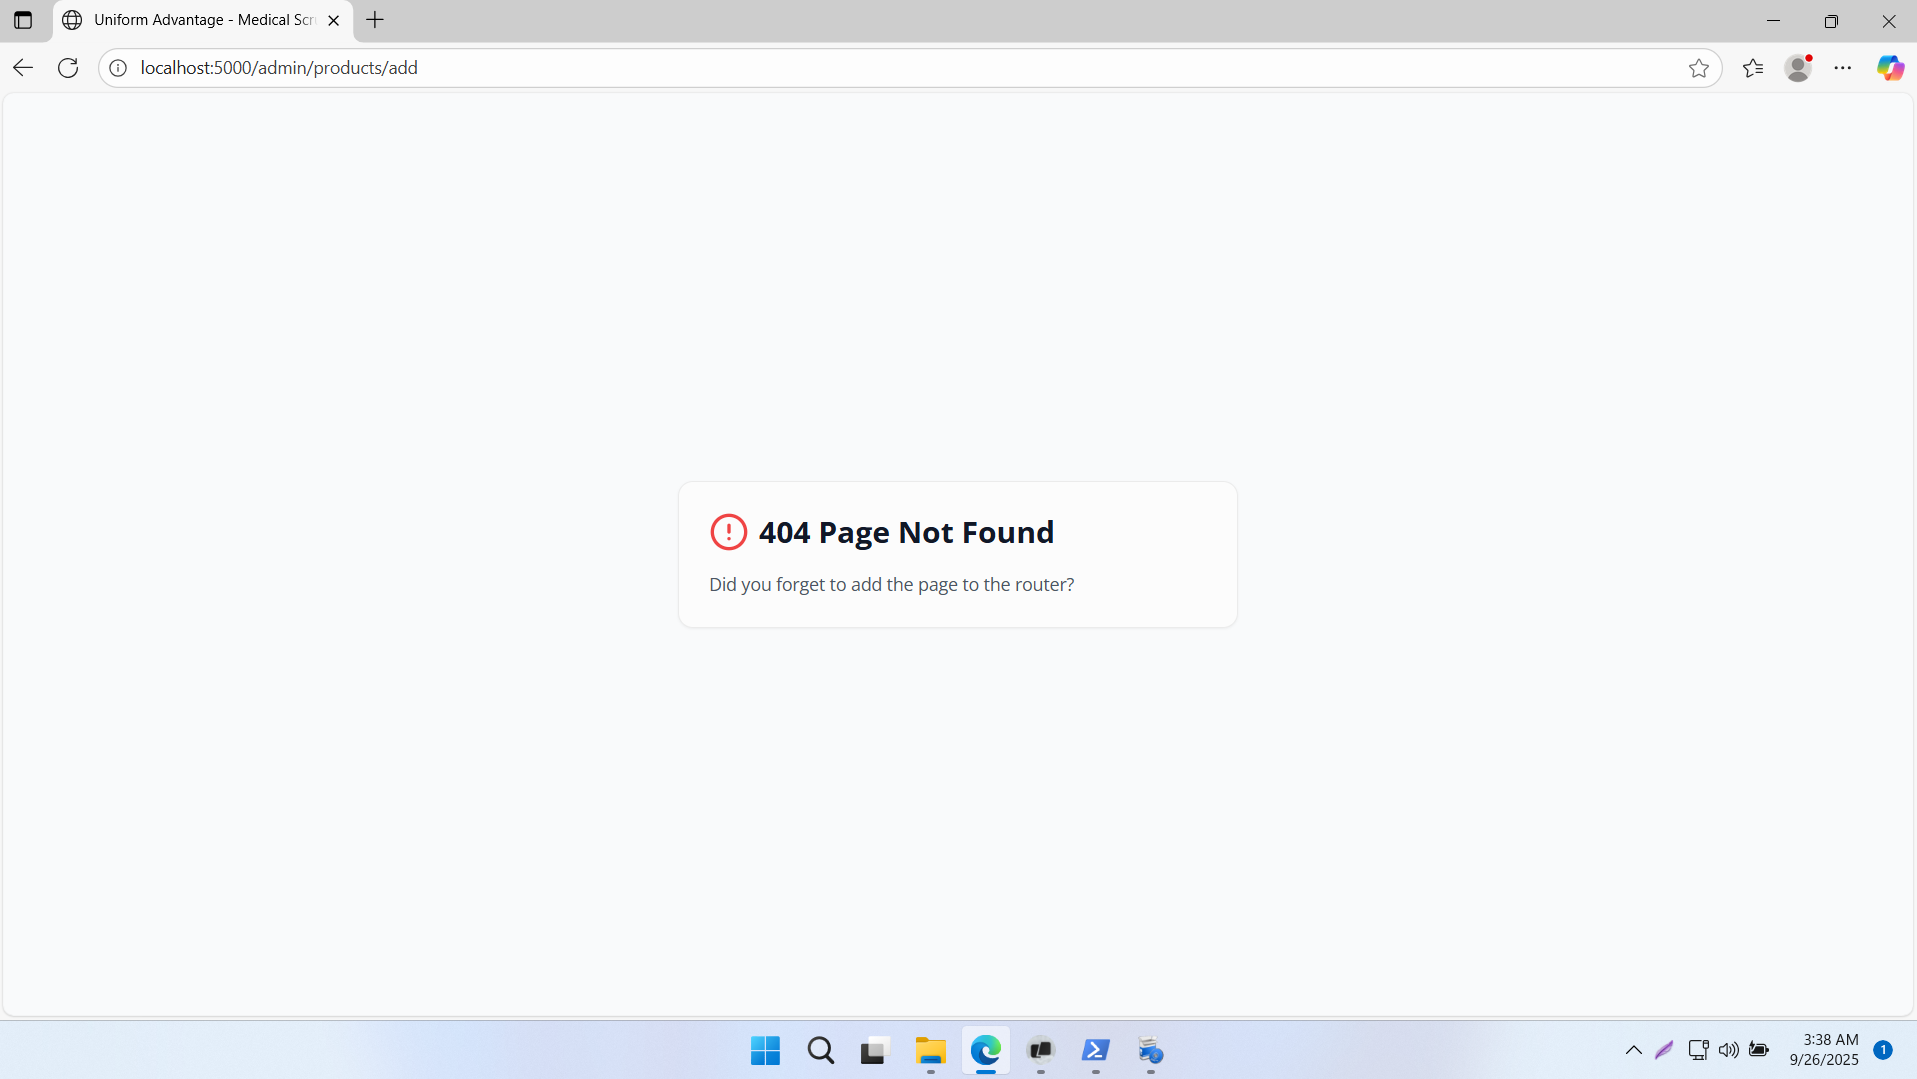 Uniform Advantage - Medical Scr
localhost:5000/admin/products/add
404 Page Not Found
Did you forget to add the page to the router?
3:38 AM
9/26/2025
1